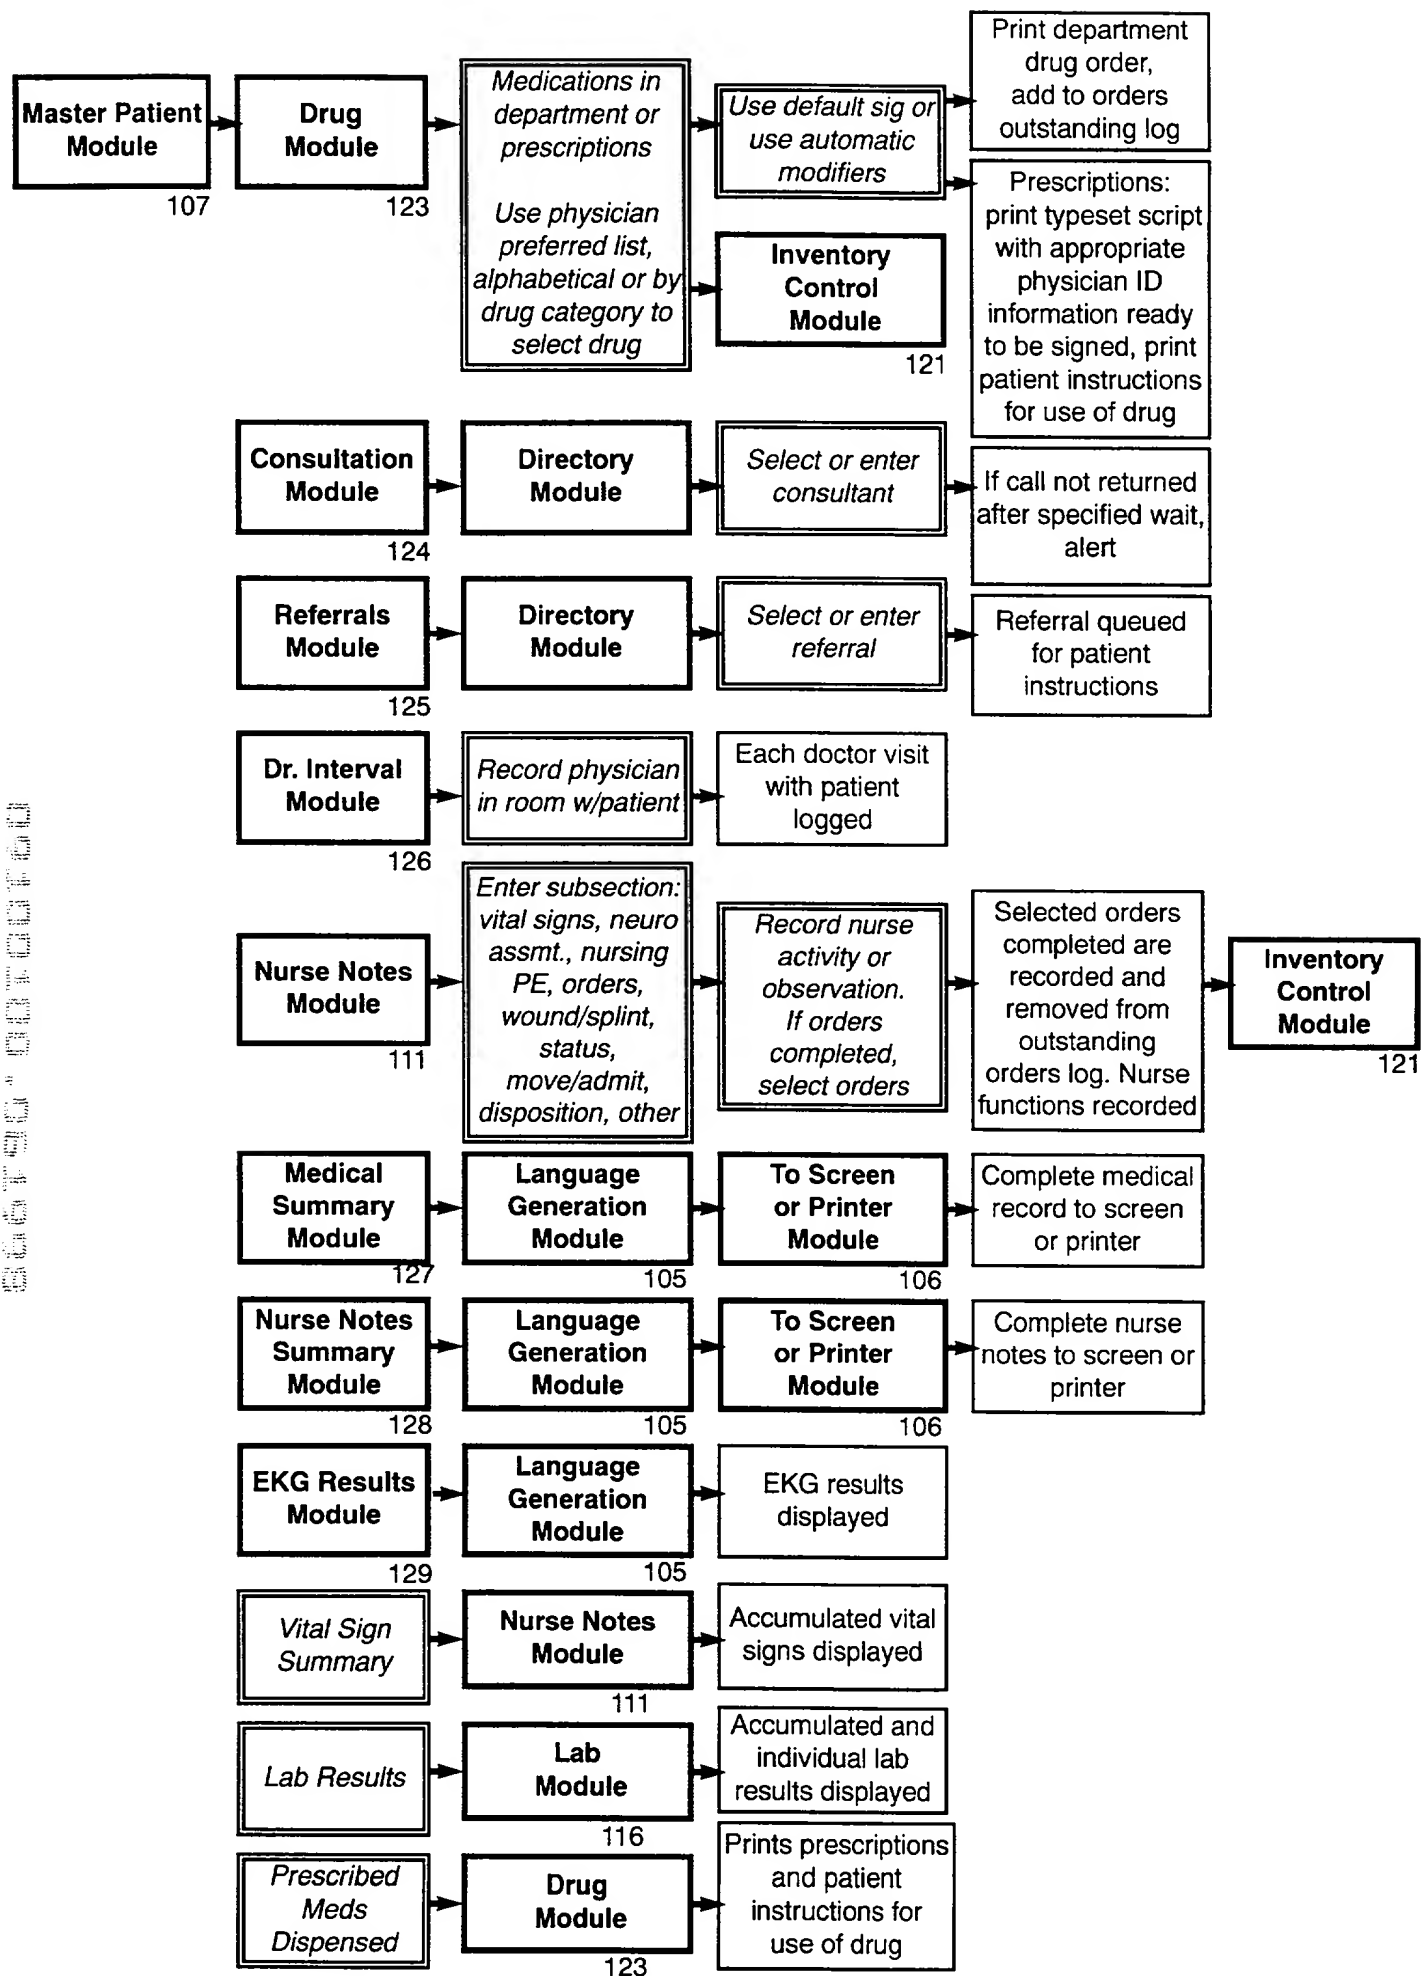 Master Patient
Module
107
Drug
Module
123
Medications in
department or
prescriptions
Use physician
preferred list,
alphabetical or by
drug category to
select drug
Use default sig or
use automatic
modifiers
Inventory
Control
Module
121
Print department
drug order,
add to orders
outstanding log
Prescriptions:
print typeset script
with appropriate
physician ID
information ready
to be signed, print
patient instructions
for use of drug
Consultation
Module
124
Directory
Module
Select or enter
consultant
If call not returned
after specified wait,
alert
Referrals
Module
125
Directory
Module
Select or enter
referral
Referral queued
for patient
instructions
Dr. Interval
Module
126
Record physician
in room w/patient
Each doctor visit
with patient
logged
Nurse Notes
Module
111
Enter subsection:
vital signs, neuro
assmt., nursing
PE, orders,
wound/splint,
status,
move/admit,
disposition, other
Record nurse
activity or
observation.
If orders
completed,
select orders
Selected orders
completed are
recorded and
removed from
outstanding
orders log. Nurse
functions recorded
Inventory
Control
Module
121
Medical
Summary
Module
127
Language
Generation
Module
105
To Screen
or Printer
Module
106
Complete medical
record to screen
or printer
Nurse Notes
Summary
Module
128
Language
Generation
Module
105
To Screen
or Printer
Module
106
Complete nurse
notes to screen or
printer
EKG Results
Module
129
Language
Generation
Module
105
EKG results
displayed
Vital Sign
Summary
Nurse Notes
Module
111
Accumulated vital
signs displayed
Lab Results
Lab
Module
116
Accumulated and
individual lab
results displayed
Prescribed
Meds
Dispensed
Drug
Module
123
Prints prescriptions
and patient
instructions for
use of drug